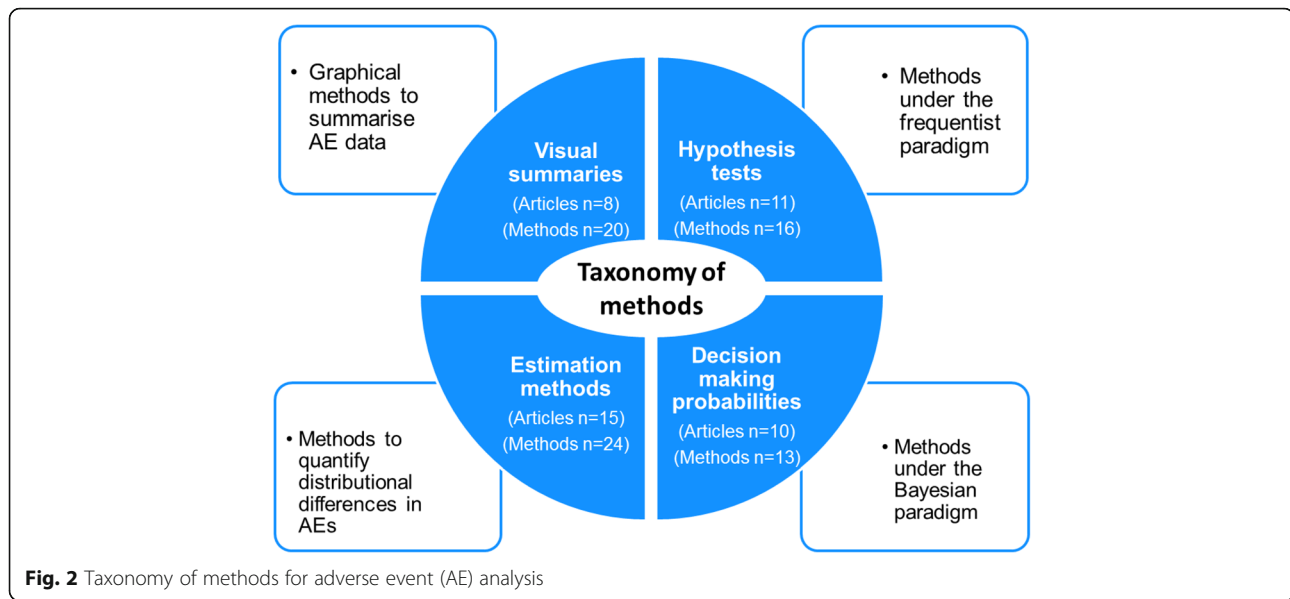 • Graphical
methods to
summarise
AE data
• Methods
under the
frequentist
paradigm
Visual
summaries
(Articles n=8)
(Methods n=20)
Hypothesis
tests
(Articles n=11)
(Methods n=16)
Taxonomy of
methods
Estimation
methods
(Articles n=15)
(Methods n=24)
Decision
making
probabilities
(Articles n=10)
(Methods n=13)
• Methods to
quantify
distributional
differences in
AEs
• Methods
under the
Bayesian
paradigm
Fig. 2 Taxonomy of methods for adverse event (AE) analysis